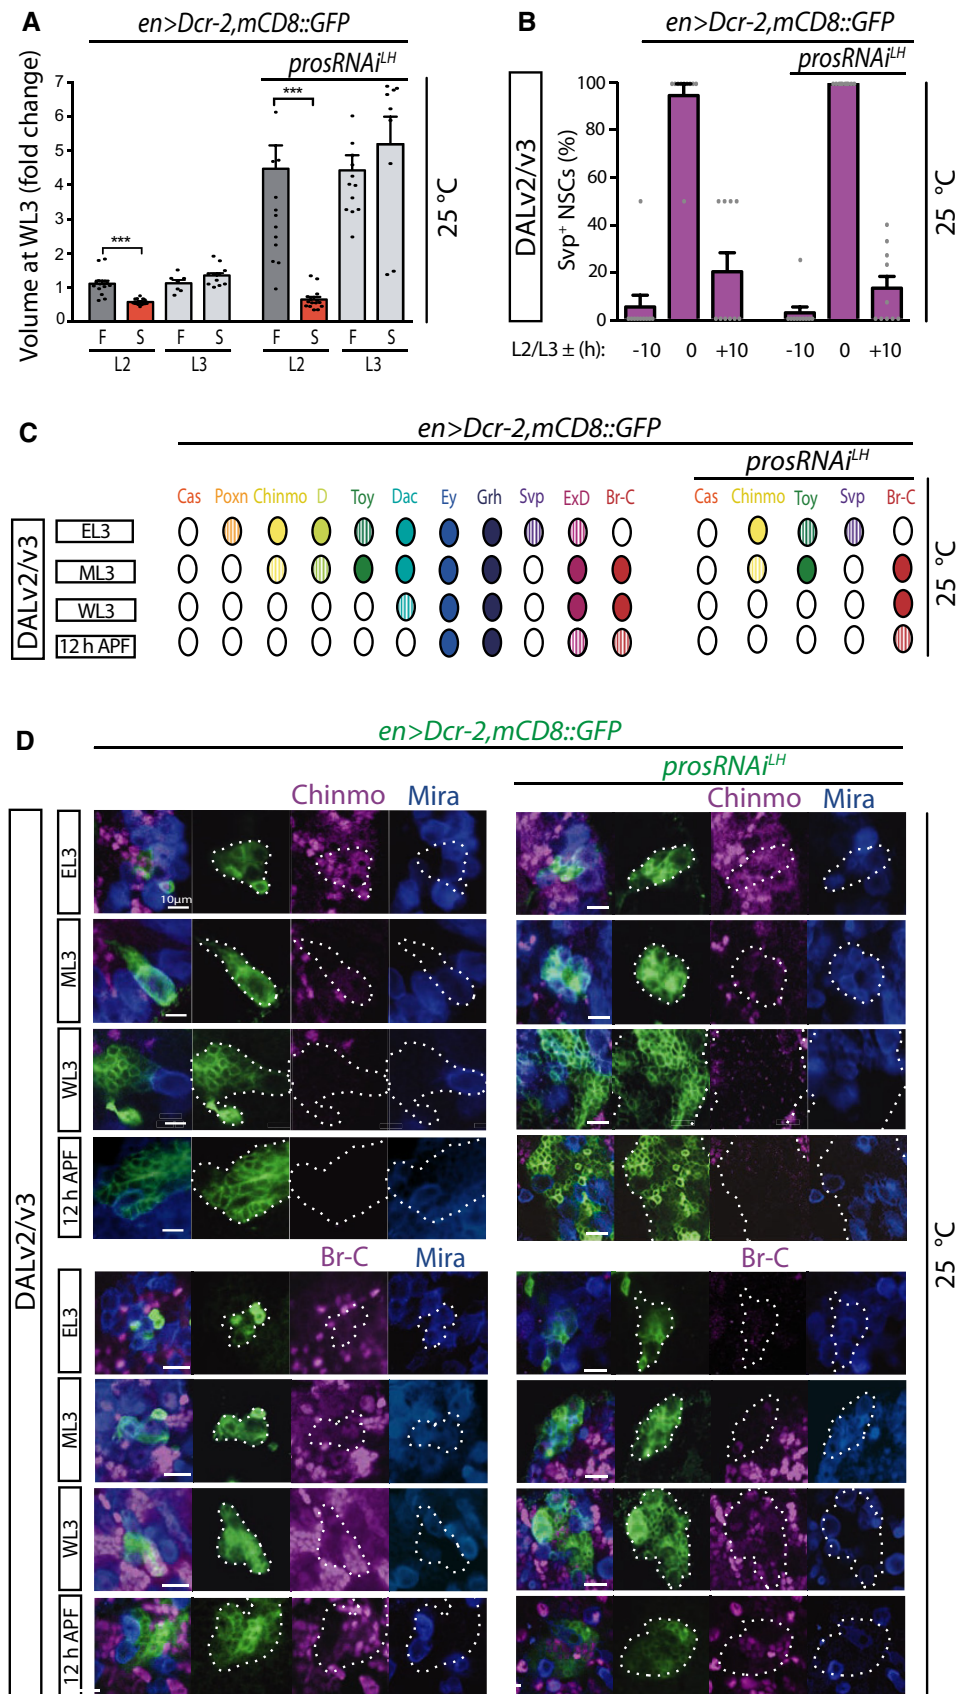 A
en>Dcr-2,mCD8::GFP
prosRNAi^LH
Volume at WL3 (fold change)
7
6
5
4
3
2
1
0
***
***
F S F S F S F S
L2 L3 L2 L3
25 °C
B
en>Dcr-2,mCD8::GFP
prosRNAi^LH
DALv2/v3
Svp+ NSCs (%)
100
80
60
40
20
0
L2/L3 ± (h): -10 0 +10 -10 0 +10
25 °C
C
en>Dcr-2,mCD8::GFP
prosRNAi^LH
Cas Poxn Chinmo D Toy Dac Ey Grh Svp ExD Br-C Cas Chinmo Toy Svp Br-C
DALv2/v3
EL3
ML3
WL3
12 h APF
25 °C
D
en>Dcr-2,mCD8::GFP
prosRNAi^LH
Chinmo Mira Chinmo Mira
DALv2/v3
EL3
10μm
ML3
WL3
12 h APF
Br-C Mira Br-C
EL3
ML3
WL3
12 h APF
25 °C